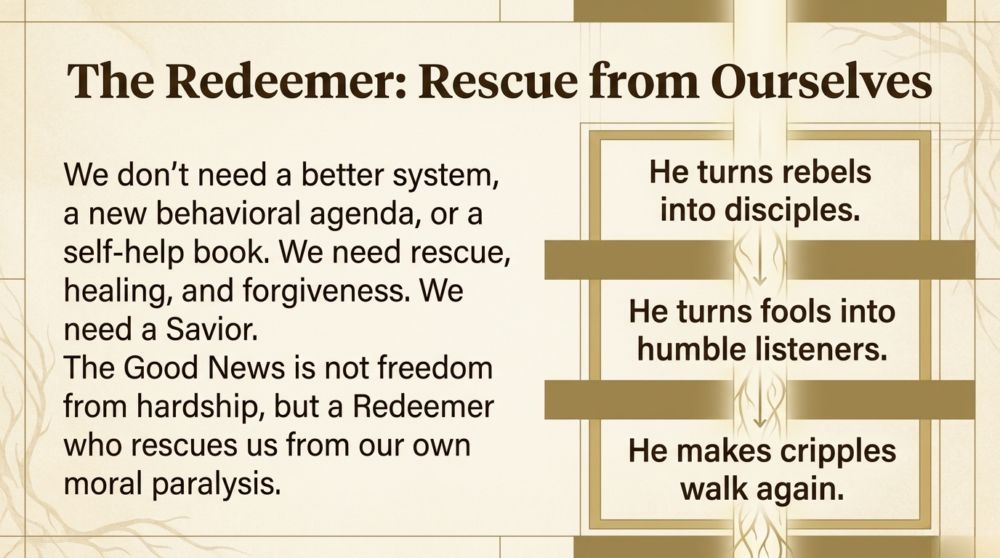 The Redeemer: Rescue from Ourselves
We don’t need a better system,
a new behavioral agenda, or a
self-help book. We need rescue,
healing, and forgiveness. We
need a Savior.
The Good News is not freedom
from hardship, but a Redeemer
who rescues us from our own
moral paralysis.
He turns rebels
into disciples.
He turns fools into
humble listeners.
He makes cripples
walk again.